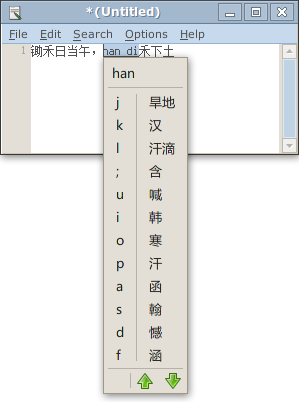 *(Untitled)
File Edit Search Options Help
1 锄禾日当午，han di禾下土
han
j 旱地
k 汉
l 汗滴
; 含
u 喊
i 韩
o 寒
p 汗
a 函
s 翰
d 憾
f 涵